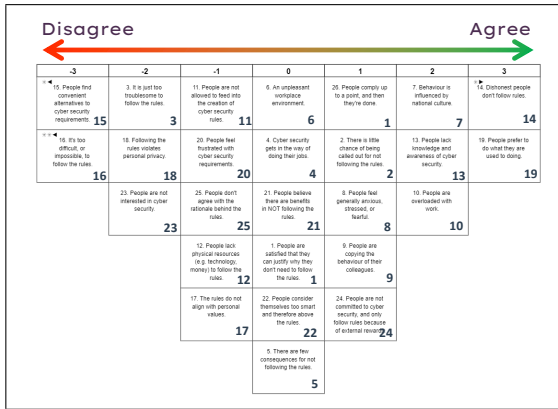 Disagree
Agree
-3
-2
-1
0
1
2
3
15. People find
convenient
alternatives to
cyber security
requirements.
15
3. It is just too
troublesome to
follow the rules.
3
11. People are not
allowed to feed into
the creation of
cyber security
rules.
11
6. An unpleasant
workplace
environment.
6
26. People comply up
to a point, and then
they're done.
1
7. Behaviour is
influenced by
national culture.
7
14. Dishonest people
don't follow rules.
14
16. It's too
difficult, or
impossible, to
follow the rules.
16
18. Following the
rules violates
personal privacy.
18
20. People feel
frustrated with
cyber security
requirements.
20
4. Cyber security
gets in the way of
doing their jobs.
4
2. There is little
chance of being
called out for not
following the rules.
2
13. People lack
knowledge and
awareness of cyber
security.
13
19. People prefer to
do what they are
used to doing.
19
23. People are not
interested in cyber
security.
23
25. People don't
agree with the
rationale behind the
rules.
25
21. People believe
there are benefits
in NOT following the
rules.
21
8. People feel
generally anxious,
stressed, or
fearful.
8
10. People are
overloaded with
work.
10
12. People lack
physical resources
(e.g. technology,
money) to follow the
rules.
12
1. People are
satisfied that they
can justify why they
don't need to follow
the rules.
1
9. People are
copying the
behaviour of their
colleagues.
9
17. The rules do not
align with personal
values.
17
22. People consider
themselves too smart
and therefore above
the rules.
22
24. People are not
committed to cyber
security, and only
follow rules because
of external rewards.
24
5. There are few
consequences for not
following the rules.
5